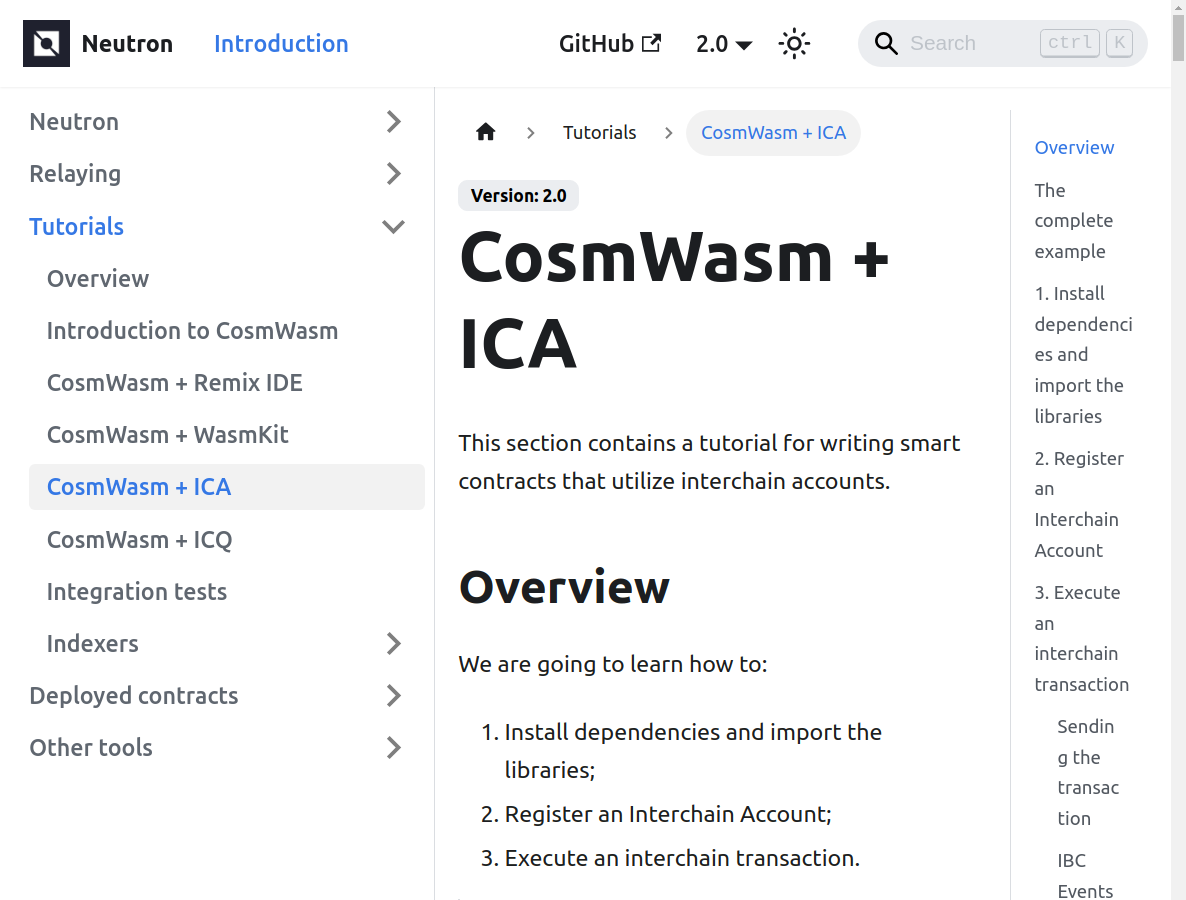 Neutron
Introduction
GitHub
2.0
Search
ctrl
K
Neutron
Relaying
Tutorials
Overview
Introduction to CosmWasm
CosmWasm + Remix IDE
CosmWasm + WasmKit
CosmWasm + ICA
CosmWasm + ICQ
Integration tests
Indexers
Deployed contracts
Other tools
Tutorials
CosmWasm + ICA
Version: 2.0
CosmWasm +
ICA
This section contains a tutorial for writing smart
contracts that utilize interchain accounts.
Overview
We are going to learn how to:
1. Install dependencies and import the
libraries;
2. Register an Interchain Account;
3. Execute an interchain transaction.
Overview
The
complete
example
1. Install
dependenci
es and
import the
libraries
2. Register
an
Interchain
Account
3. Execute
an
interchain
transaction
Sendin
g the
transac
tion
IBC
Events